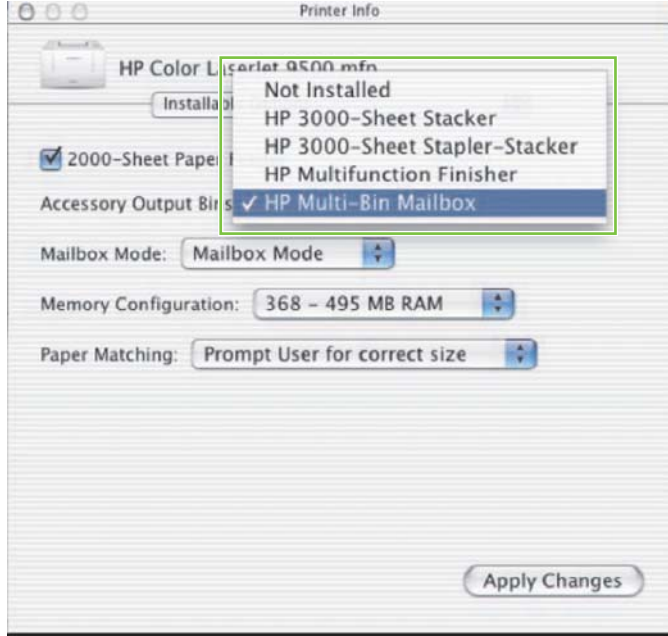 Printer Info
HP Color LaserJet 9500 mfp
Not Installed
HP 3000-Sheet Stacker
2000-Sheet Paper
HP 3000-Sheet Stapler-Stacker
HP Multifunction Finisher
Accessory Output Bins
✓ HP Multi-Bin Mailbox
Mailbox Mode: Mailbox Mode
Memory Configuration: 368 - 495 MB RAM
Paper Matching: Prompt User for correct size
Apply Changes